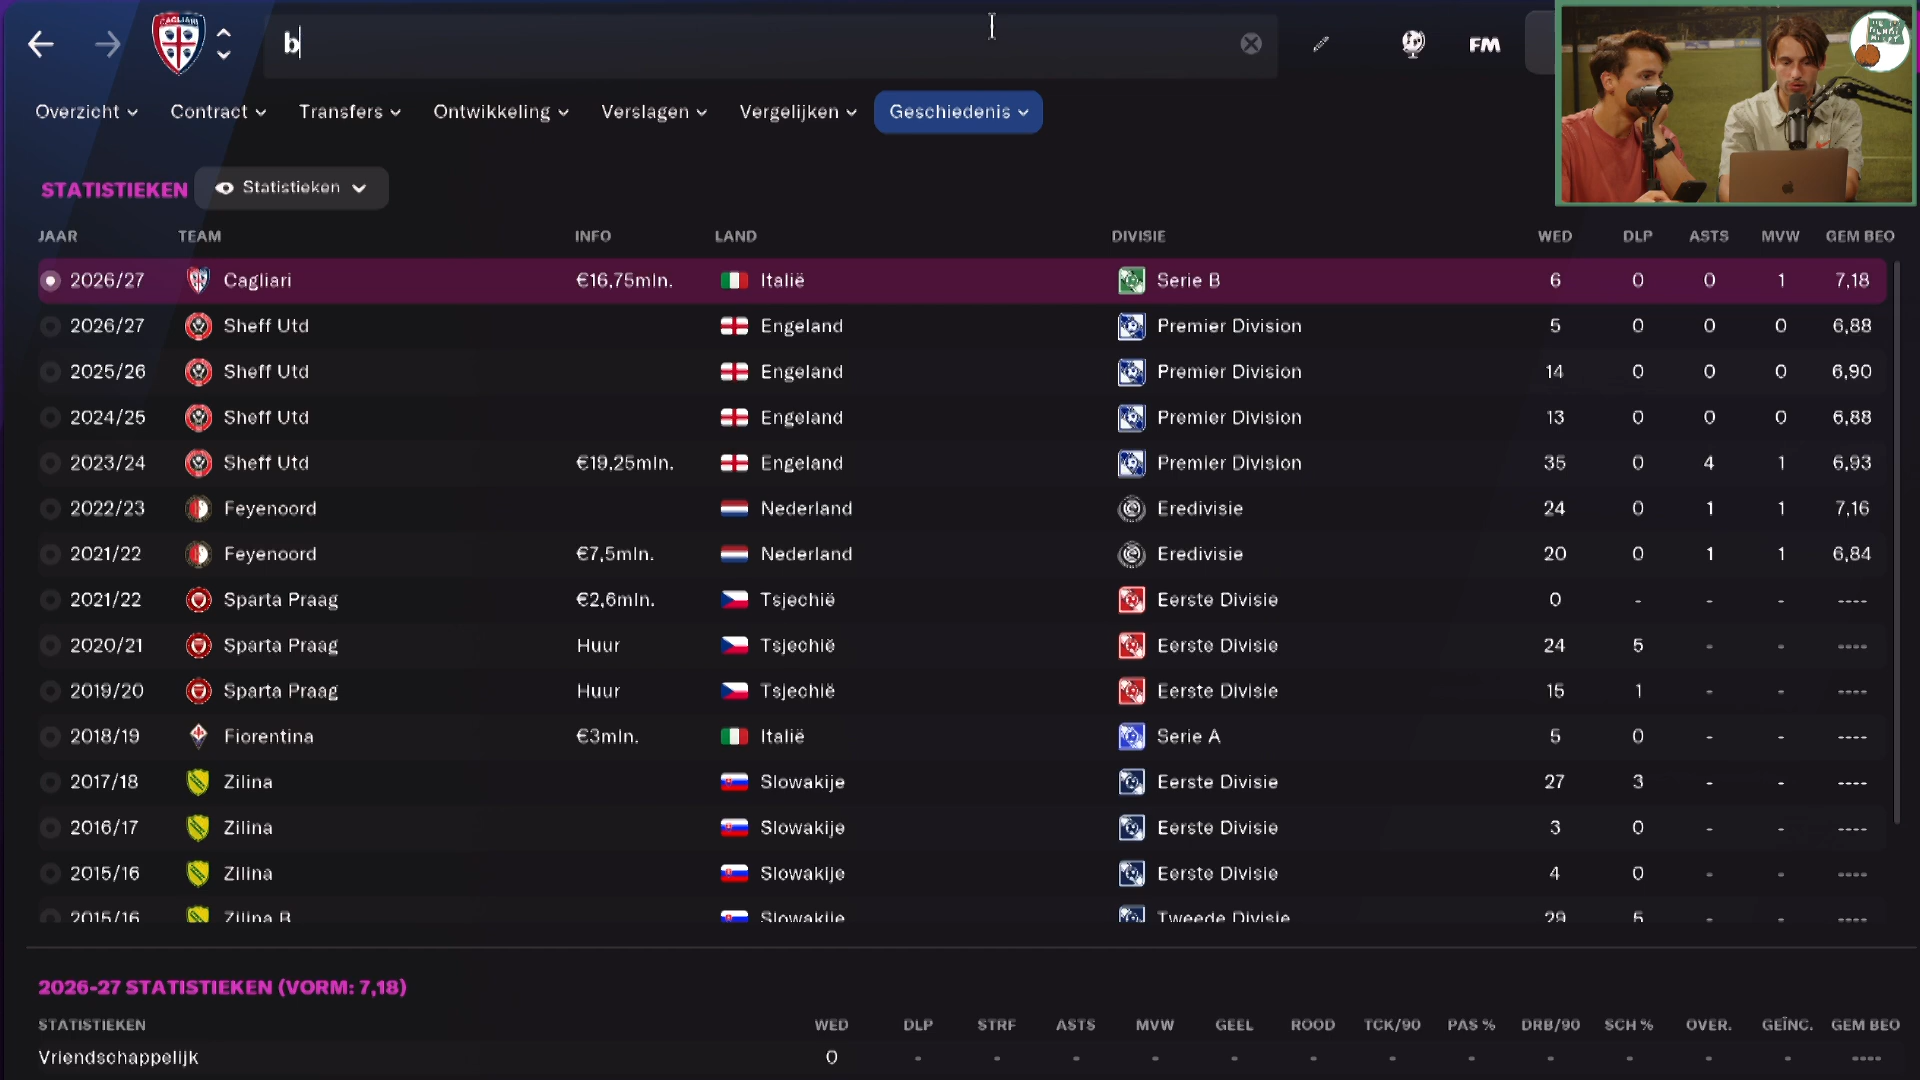 b
FM
Overzicht Contract Transfers Ontwikkeling Verslagen Vergelijken Geschiedenis
STATISTIEKEN Statistieken
JAAR TEAM INFO LAND DIVISIE WED DLP ASTS MVW GEM BEO
2026/27 Cagliari €16,75mln. Italië Serie B 6 0 0 1 7,18
2026/27 Sheff Utd Engeland Premier Division 5 0 0 0 6,88
2025/26 Sheff Utd Engeland Premier Division 14 0 0 0 6,90
2024/25 Sheff Utd Engeland Premier Division 13 0 0 0 6,88
2023/24 Sheff Utd €19,25mln. Engeland Premier Division 35 0 4 1 6,93
2022/23 Feyenoord Nederland Eredivisie 24 0 1 1 7,16
2021/22 Feyenoord €7,5mln. Nederland Eredivisie 20 0 1 1 6,84
2021/22 Sparta Praag €2,6mln. Tsjechië Eerste Divisie 0 - - - ----
2020/21 Sparta Praag Huur Tsjechië Eerste Divisie 24 5 - - ----
2019/20 Sparta Praag Huur Tsjechië Eerste Divisie 15 1 - - ----
2018/19 Fiorentina €3mln. Italië Serie A 5 0 - - ----
2017/18 Zilina Slowakije Eerste Divisie 27 3 - - ----
2016/17 Zilina Slowakije Eerste Divisie 3 0 - - ----
2015/16 Zilina Slowakije Eerste Divisie 4 0 - - ----
2015/16 Zilina B Slowakije Tweede Divisie 29 5 - - ----
2026-27 STATISTIEKEN (VORM: 7,18)
STATISTIEKEN WED DLP STRF ASTS MVW GEEL ROOD TCK/90 PAS % DRB/90 SCH % OVER. GEÏNC. GEM BEO
Vriendschappelijk 0 - - - - - - - - - - - - ----